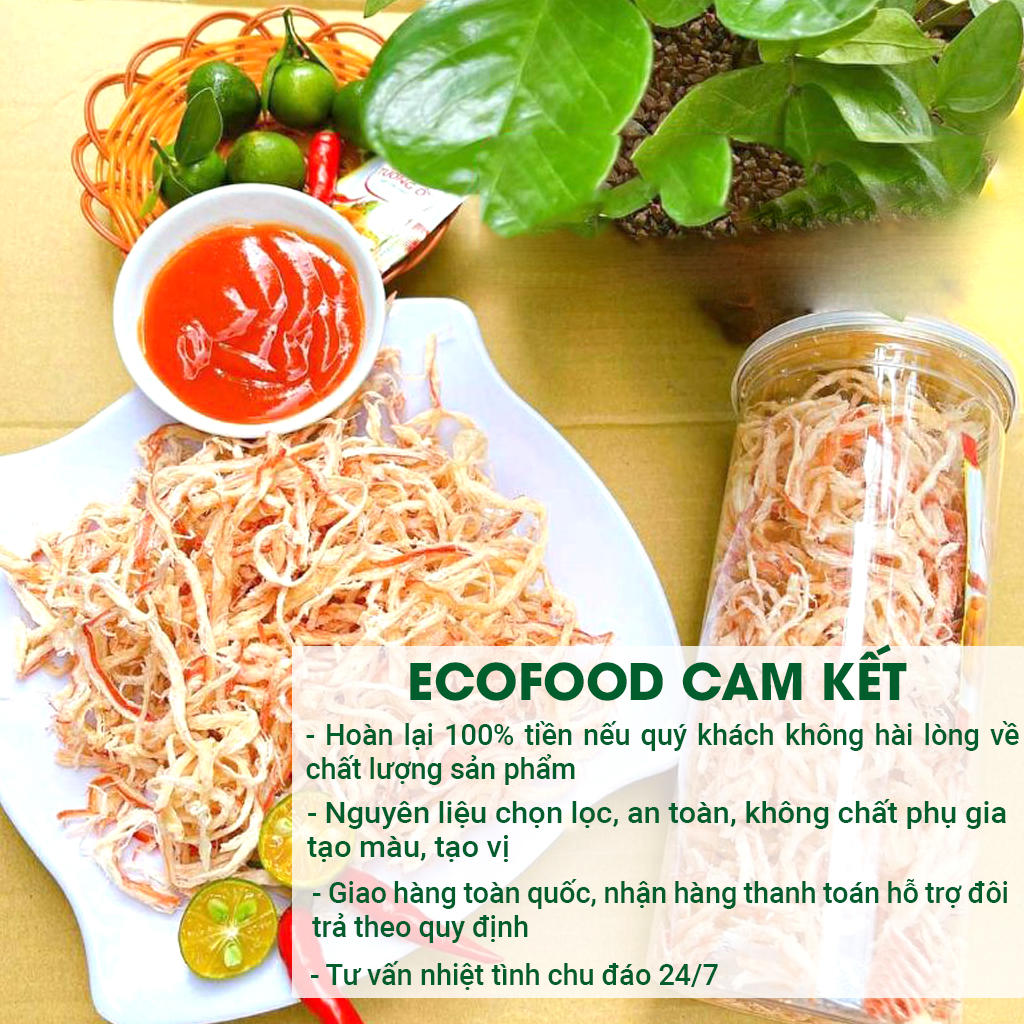 TƯƠNG Ớ
ECOFOOD CAM KẾT
- Hoàn lại 100% tiền nếu quý khách không hài lòng về
chất lượng sản phẩm
- Nguyên liệu chọn lọc, an toàn, không chất phụ gia
tạo màu, tạo vị
- Giao hàng toàn quốc, nhận hàng thanh toán hỗ trợ đôi
trả theo quy định
- Tư vấn nhiệt tình chu đáo 24/7